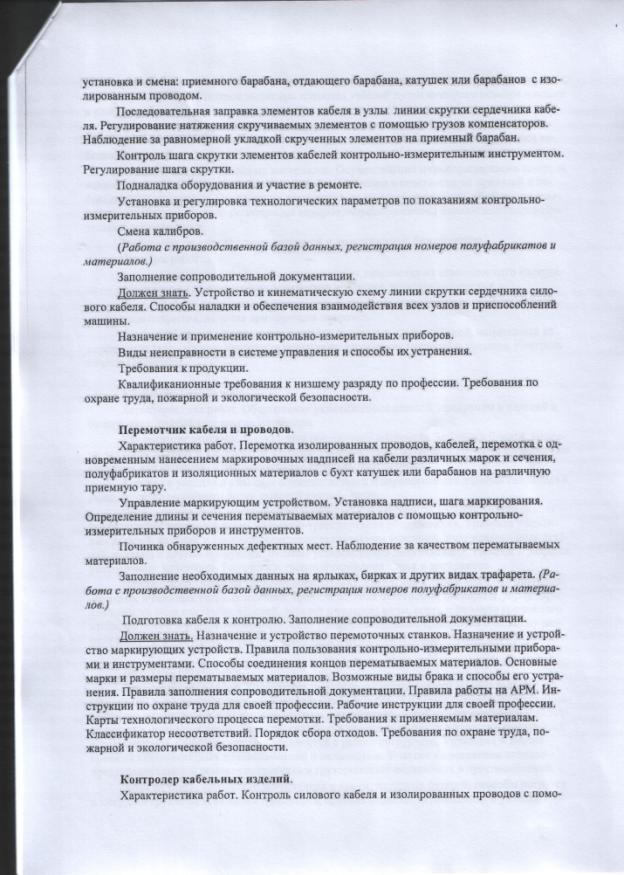 установка и смена: приемного барабана, отдающего барабана, катушек или барабанов с изо-
лированным проводом.
Последовательная заправка элементов кабеля в узлы линии скрутки сердечника кабе-
ля. Регулирование натяжения скручиваемых элементов с помощью грузов компенсаторов.
Наблюдение за равномерной укладкой скрученных элементов на приемный барабан.
Контроль шага скрутки элементов кабелей контрольно-измерительным инструментом.
Регулирование шага скрутки.
Подналадка оборудования и участие в ремонте.
Установка и регулировка технологических параметров по показаниям контрольно-
измерительных приборов.
Смена калибров.
(Работа с производственной базой данных, регистрация номеров полуфабрикатов и
материалов.)
Заполнение сопроводительной документации.
Должен знать. Устройство и кинематическую схему линии скрутки сердечника сило-
вого кабеля. Способы наладки и обеспечения взаимодействия всех узлов и приспособлений
машины.
Назначение и применение контрольно-измерительных приборов.
Виды неисправности в системе управления и способы их устранения.
Требования к продукции.
Квалификанионные требования к низшему разряду по профессии. Требования по
охране труда, пожарной и экологической безопасности.
Перемотчик кабеля и проводов.
Характеристика работ. Перемотка изолированных проводов, кабелей, перемотка с од-
новременным нанесением маркировочных надписей на кабели различных марок и сечения,
полуфабрикатов и изоляционных материалов с бухт катушек или барабанов на различную
приемную тару.
Управление маркирующим устройством. Установка надписи, шага маркирования.
Определение длины и сечения перематываемых материалов с помощью контрольно-
измерительных приборов и инструментов.
Починка обнаруженных дефектных мест. Наблюдение за качеством перематываемых
материалов.
Заполнение необходимых данных на ярлыках, бирках и других видах трафарета. (Ра-
бота с производственной базой данных, регистрация номеров полуфабрикатов и материа-
лов.)
Подготовка кабеля к контролю. Заполнение сопроводительной документации.
Должен знать. Назначение и устройство перемоточных станков. Назначение и устрой-
ство маркирующих устройств. Правила пользования контрольно-измерительными прибора-
ми и инструментами. Способы соединения концов перематываемых материалов. Основные
марки и размеры перематываемых материалов. Возможные виды брака и способы его устра-
нения. Правила заполнения сопроводительной документации. Правила работы на АРМ. Ин-
струкции по охране труда для своей профессии. Рабочие инструкции для своей профессии.
Карты технологического процесса перемотки. Требования к применяемым материалам.
Классификатор несоответствий. Порядок сбора отходов. Требования по охране труда, по-
жарной и экологической безопасности.
Контролер кабельных изделий.
Характеристика работ. Контроль силового кабеля и изолированных проводов с помо-